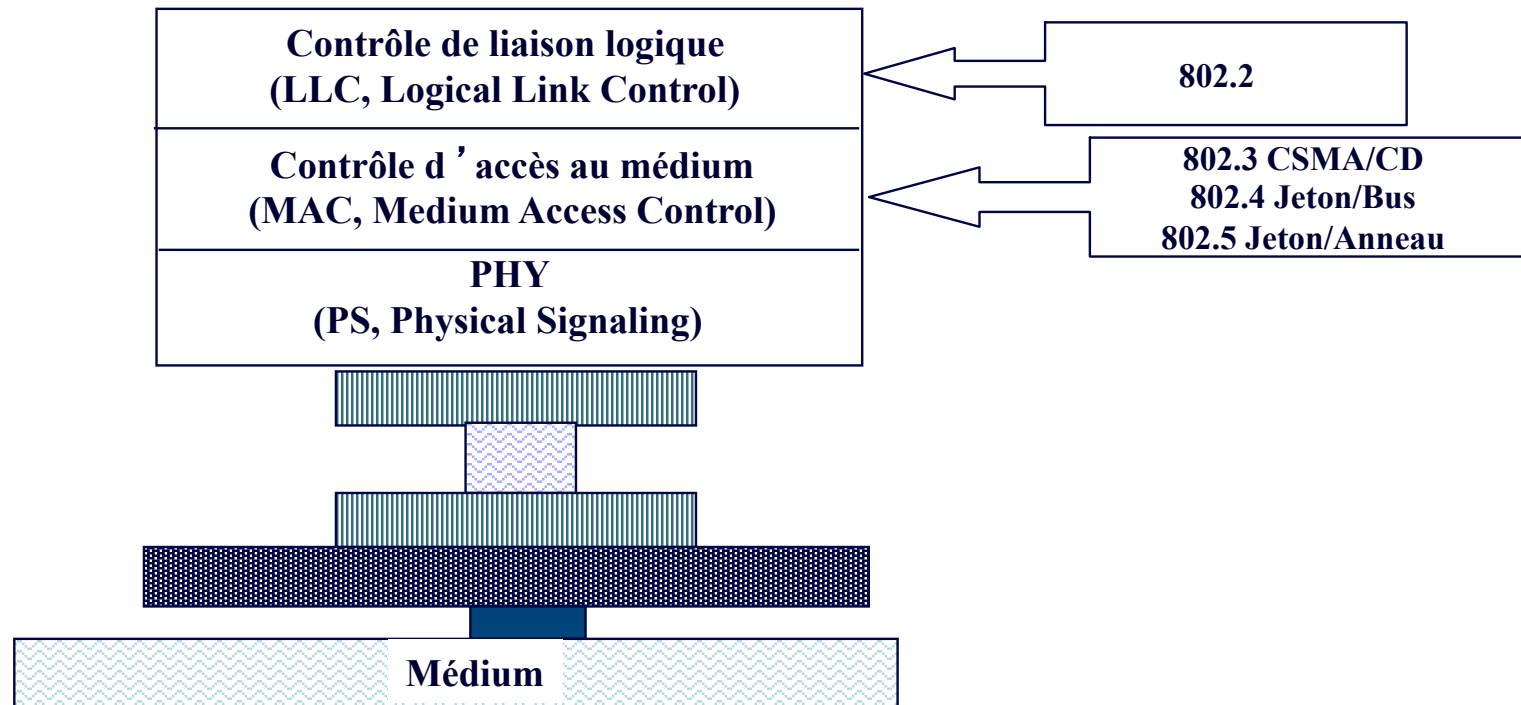 Contrôle de liaison logique
(LLC, Logical Link Control)
802.2
Contrôle d ’ accès au médium
(MAC, Medium Access Control)
802.3 CSMA/CD
802.4 Jeton/Bus
802.5 Jeton/Anneau
PHY
(PS, Physical Signaling)
Médium